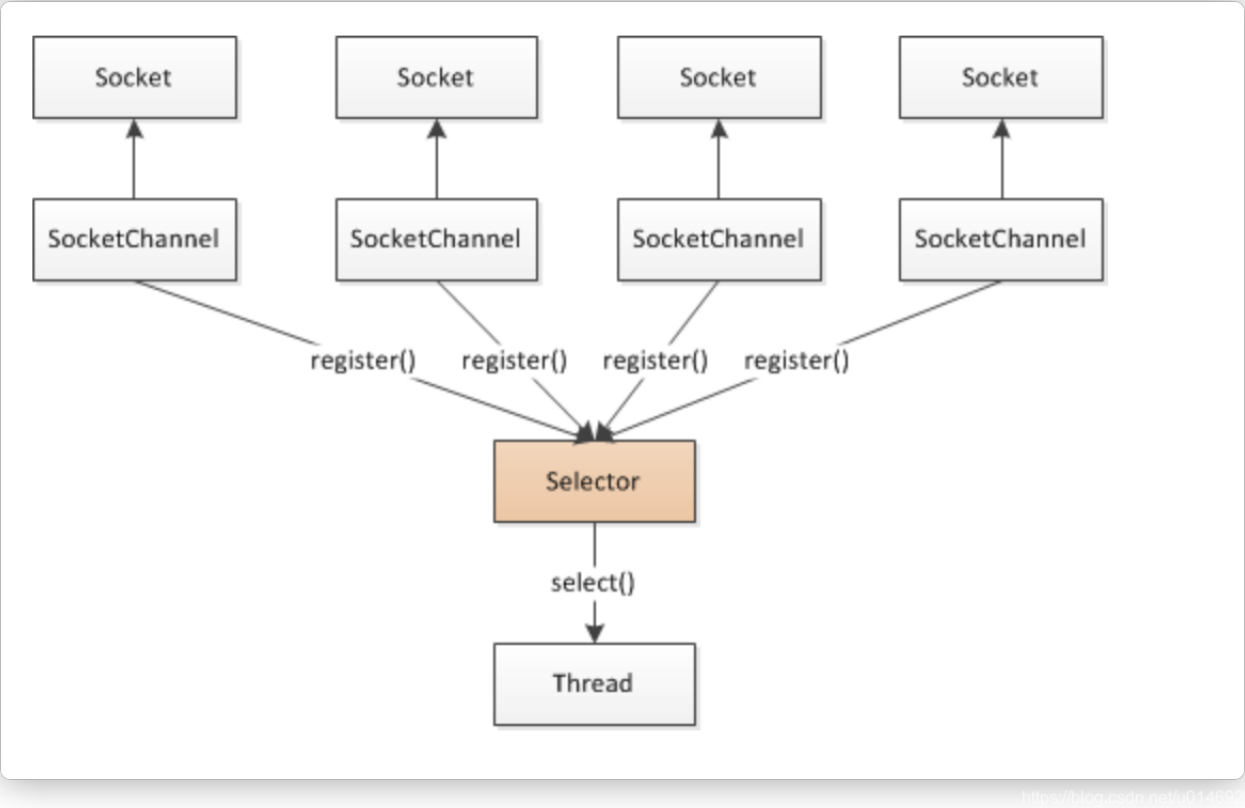 Socket Socket Socket Socket
SocketChannel SocketChannel SocketChannel SocketChannel
register() register() register() register()
Selector
select()
Thread